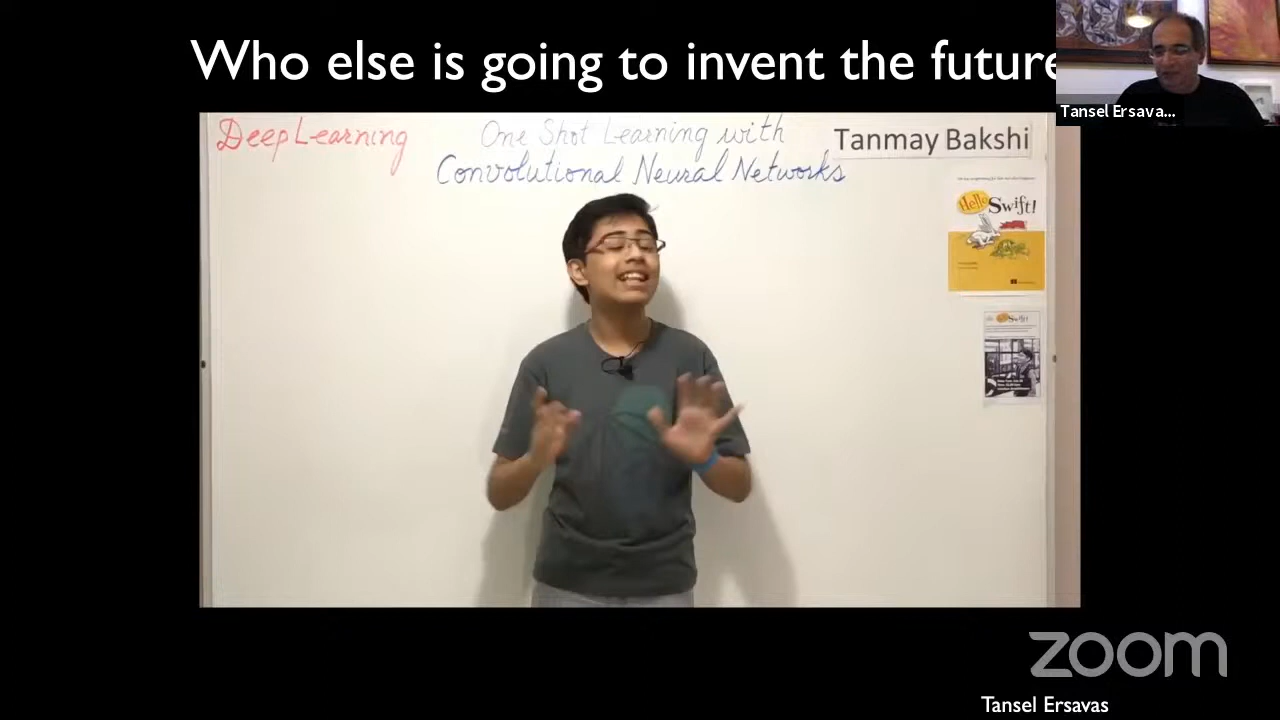 Who else is going to invent the future
Tansel Ersava...
Deep Learning
One Shot Learning with
Convolutional Neural Networks
Tanmay Bakshi
Hello
Swift!
Swift!
zoom
Tansel Ersavas